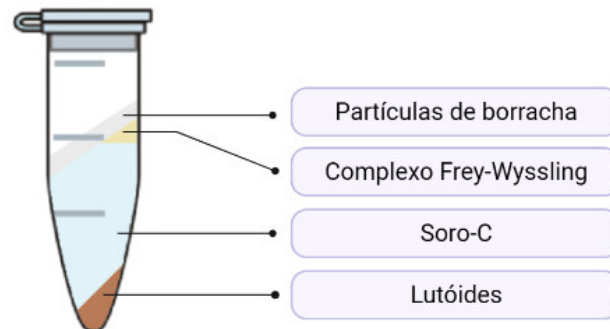 Partículas de borracha
Complexo Frey-Wyssling
Soro-C
Lutóides